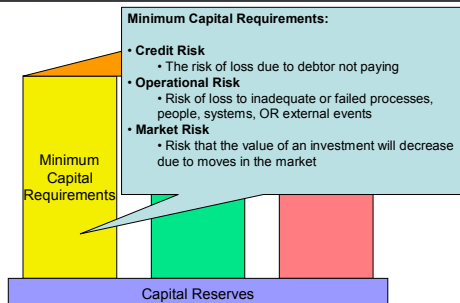 Minimum Capital Requirements:
• Credit Risk
• The risk of loss due to debtor not paying
• Operational Risk
• Risk of loss to inadequate or failed processes,
people, systems, OR external events
• Market Risk
• Risk that the value of an investment will decrease
due to moves in the market
Minimum
Capital
Requirements
Capital Reserves